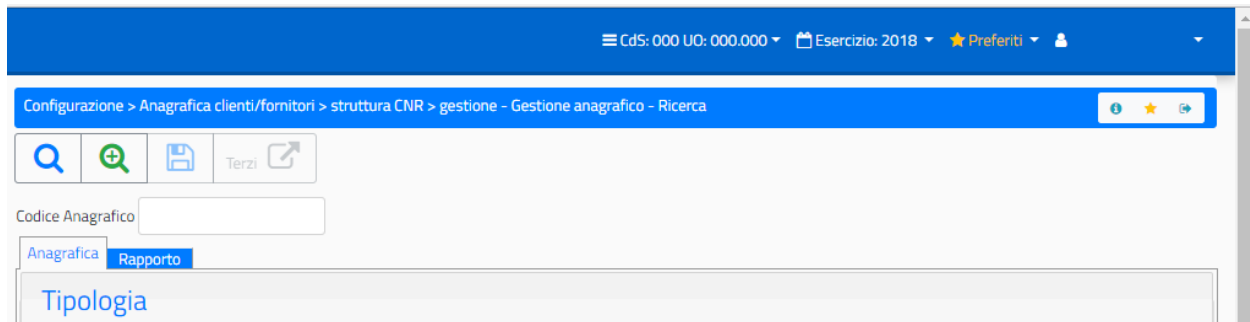 CdS: 000 UO: 000.000 Esercizio: 2018 Preferiti
Configurazione > Anagrafica clienti/fornitori > struttura CNR > gestione - Gestione anagrafico - Ricerca
Terzi
Codice Anagrafico
Anagrafica Rapporto
Tipologia